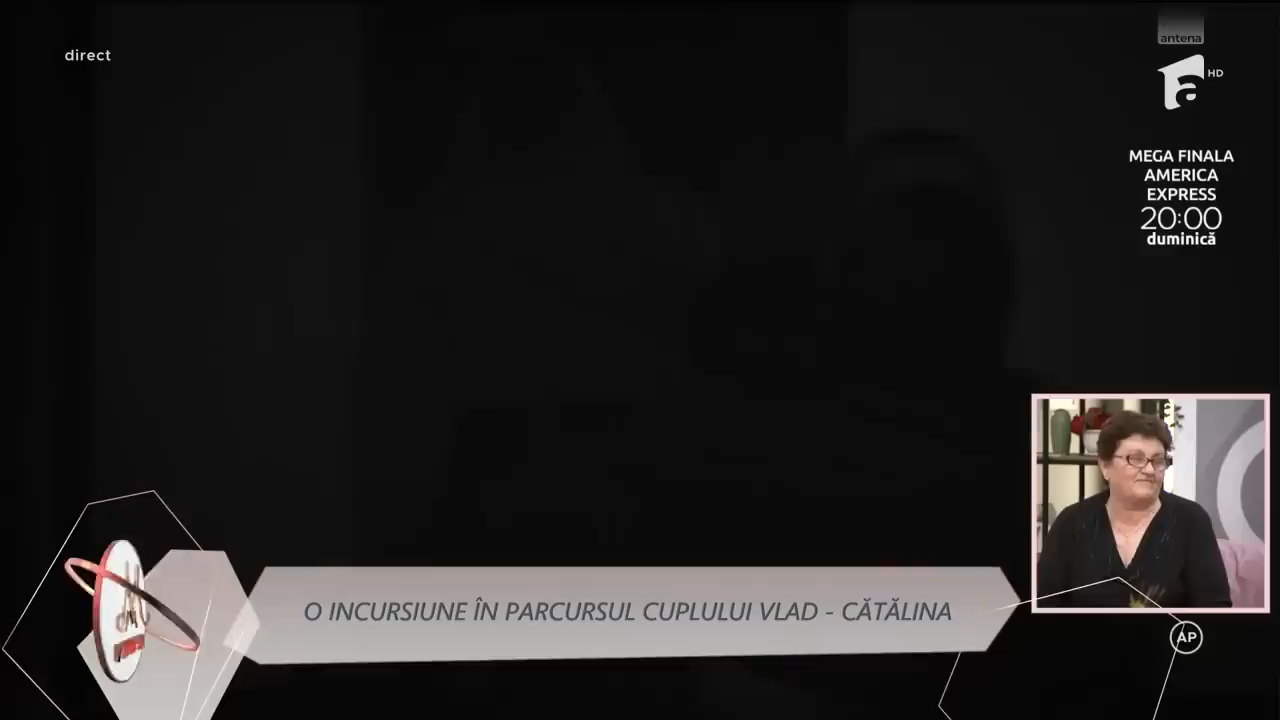 direct
antena
HD
MEGA FINALA
AMERICA
EXPRESS
20:00
duminică
O INCURSIUNE ÎN PARCURSUL CUPLULUI VLAD - CĂTĂLINA
AP